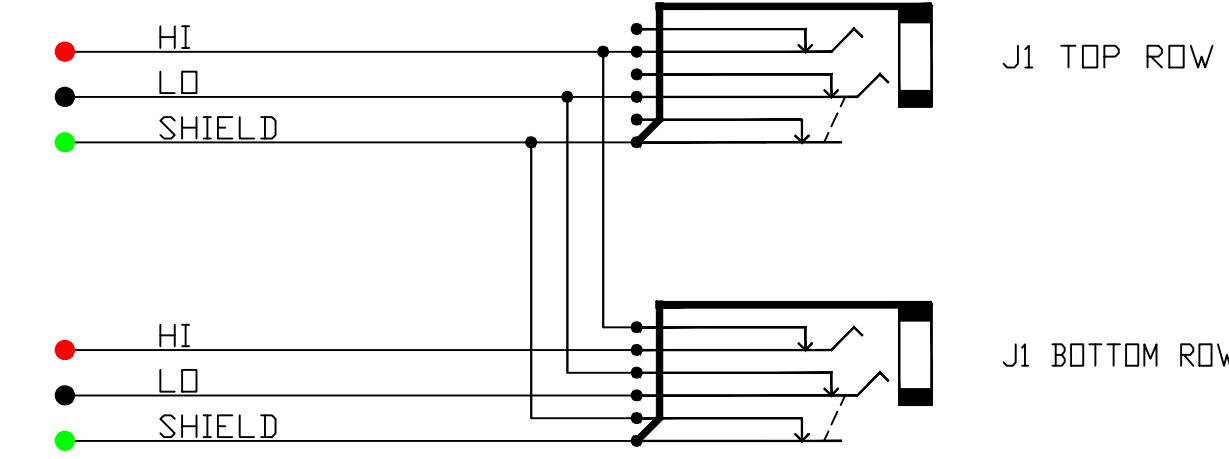 HI
LO
SHIELD
J1 TOP ROW
HI
LO
SHIELD
J1 BOTTOM ROW